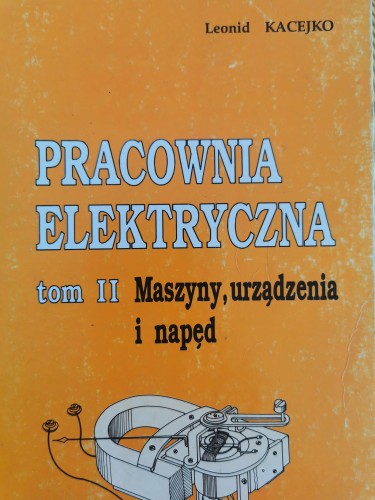 Leonid KACEJKO
PRACOWNIA
ELEKTRYCZNA
tom II Maszyny, urządzenia
i napęd